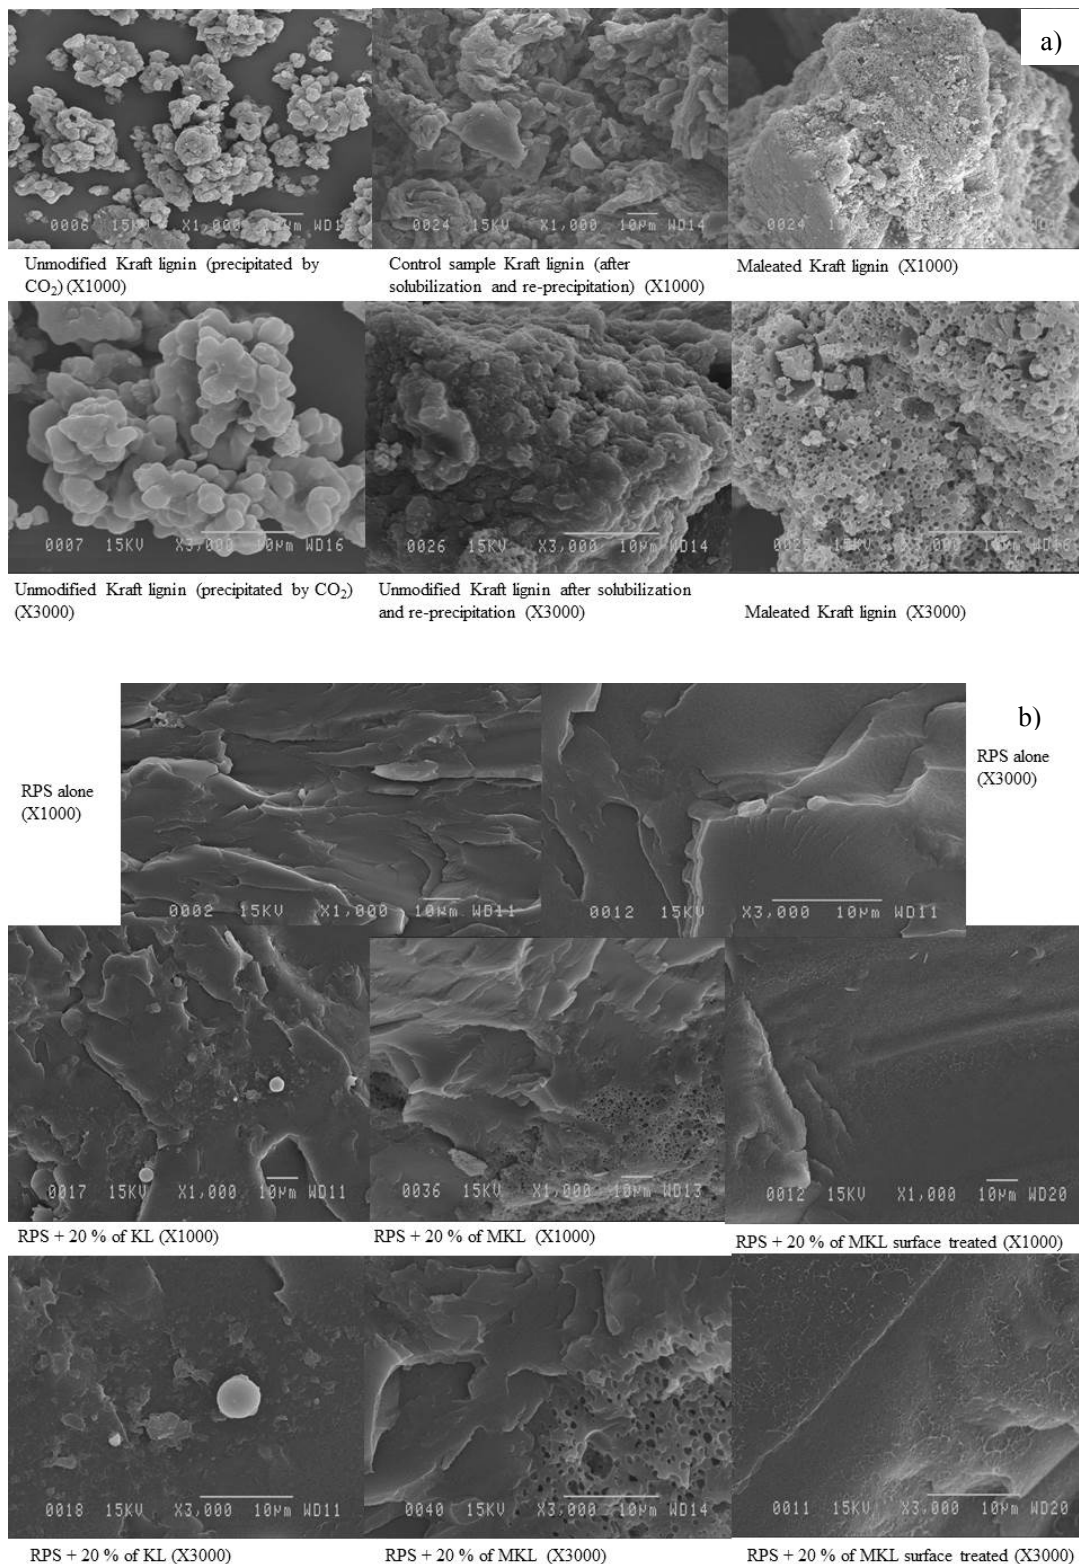 a)
0006 15KV X1,000 10μm WD1
0024 15KV X1,000 10μm WD14
0024
Unmodified Kraft lignin (precipitated by
CO2) (X1000)
Control sample Kraft lignin (after
solubilization and re-precipitation) (X1000)
Maleated Kraft lignin (X1000)
0007 15KV X3,000 10μm WD16
0026 15KV X3,000 10μm WD14
Unmodified Kraft lignin (precipitated by CO2)
(X3000)
Unmodified Kraft lignin after solubilization
and re-precipitation (X3000)
Maleated Kraft lignin (X3000)
b)
RPS alone
(X1000)
RPS alone
(X3000)
0002 15KV X1,000 10μm WD11
0012 15KV X3,000 10μm WD11
0017 15KV X1,000 10μm WD11
0036 15KV X1,000 10μm WD13
0012 15KV X1,000 10μm WD20
RPS + 20 % of KL (X1000)
RPS + 20 % of MKL (X1000)
RPS + 20 % of MKL surface treated (X1000)
0018 15KV X3,000 10μm WD11
0040 15KV X3,000 10μm WD14
0011 15KV X3,000 10μm WD20
RPS + 20 % of KL (X3000)
RPS + 20 % of MKL (X3000)
RPS + 20 % of MKL surface treated (X3000)